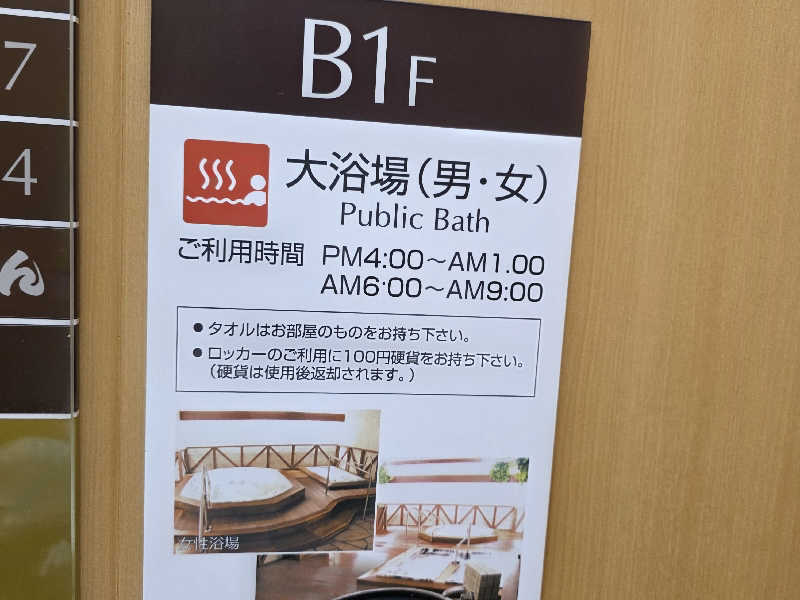 7
4
ん
B1F
大浴場(男・女)
Public Bath
ご利用時間 PM4:00～AM1.00
AM6:00～AM9:00
● タオルはお部屋のものをお持ち下さい。
● ロッカーのご利用に100円硬貨をお持ち下さい。
(硬貨は使用後返却されます。)
女性浴場